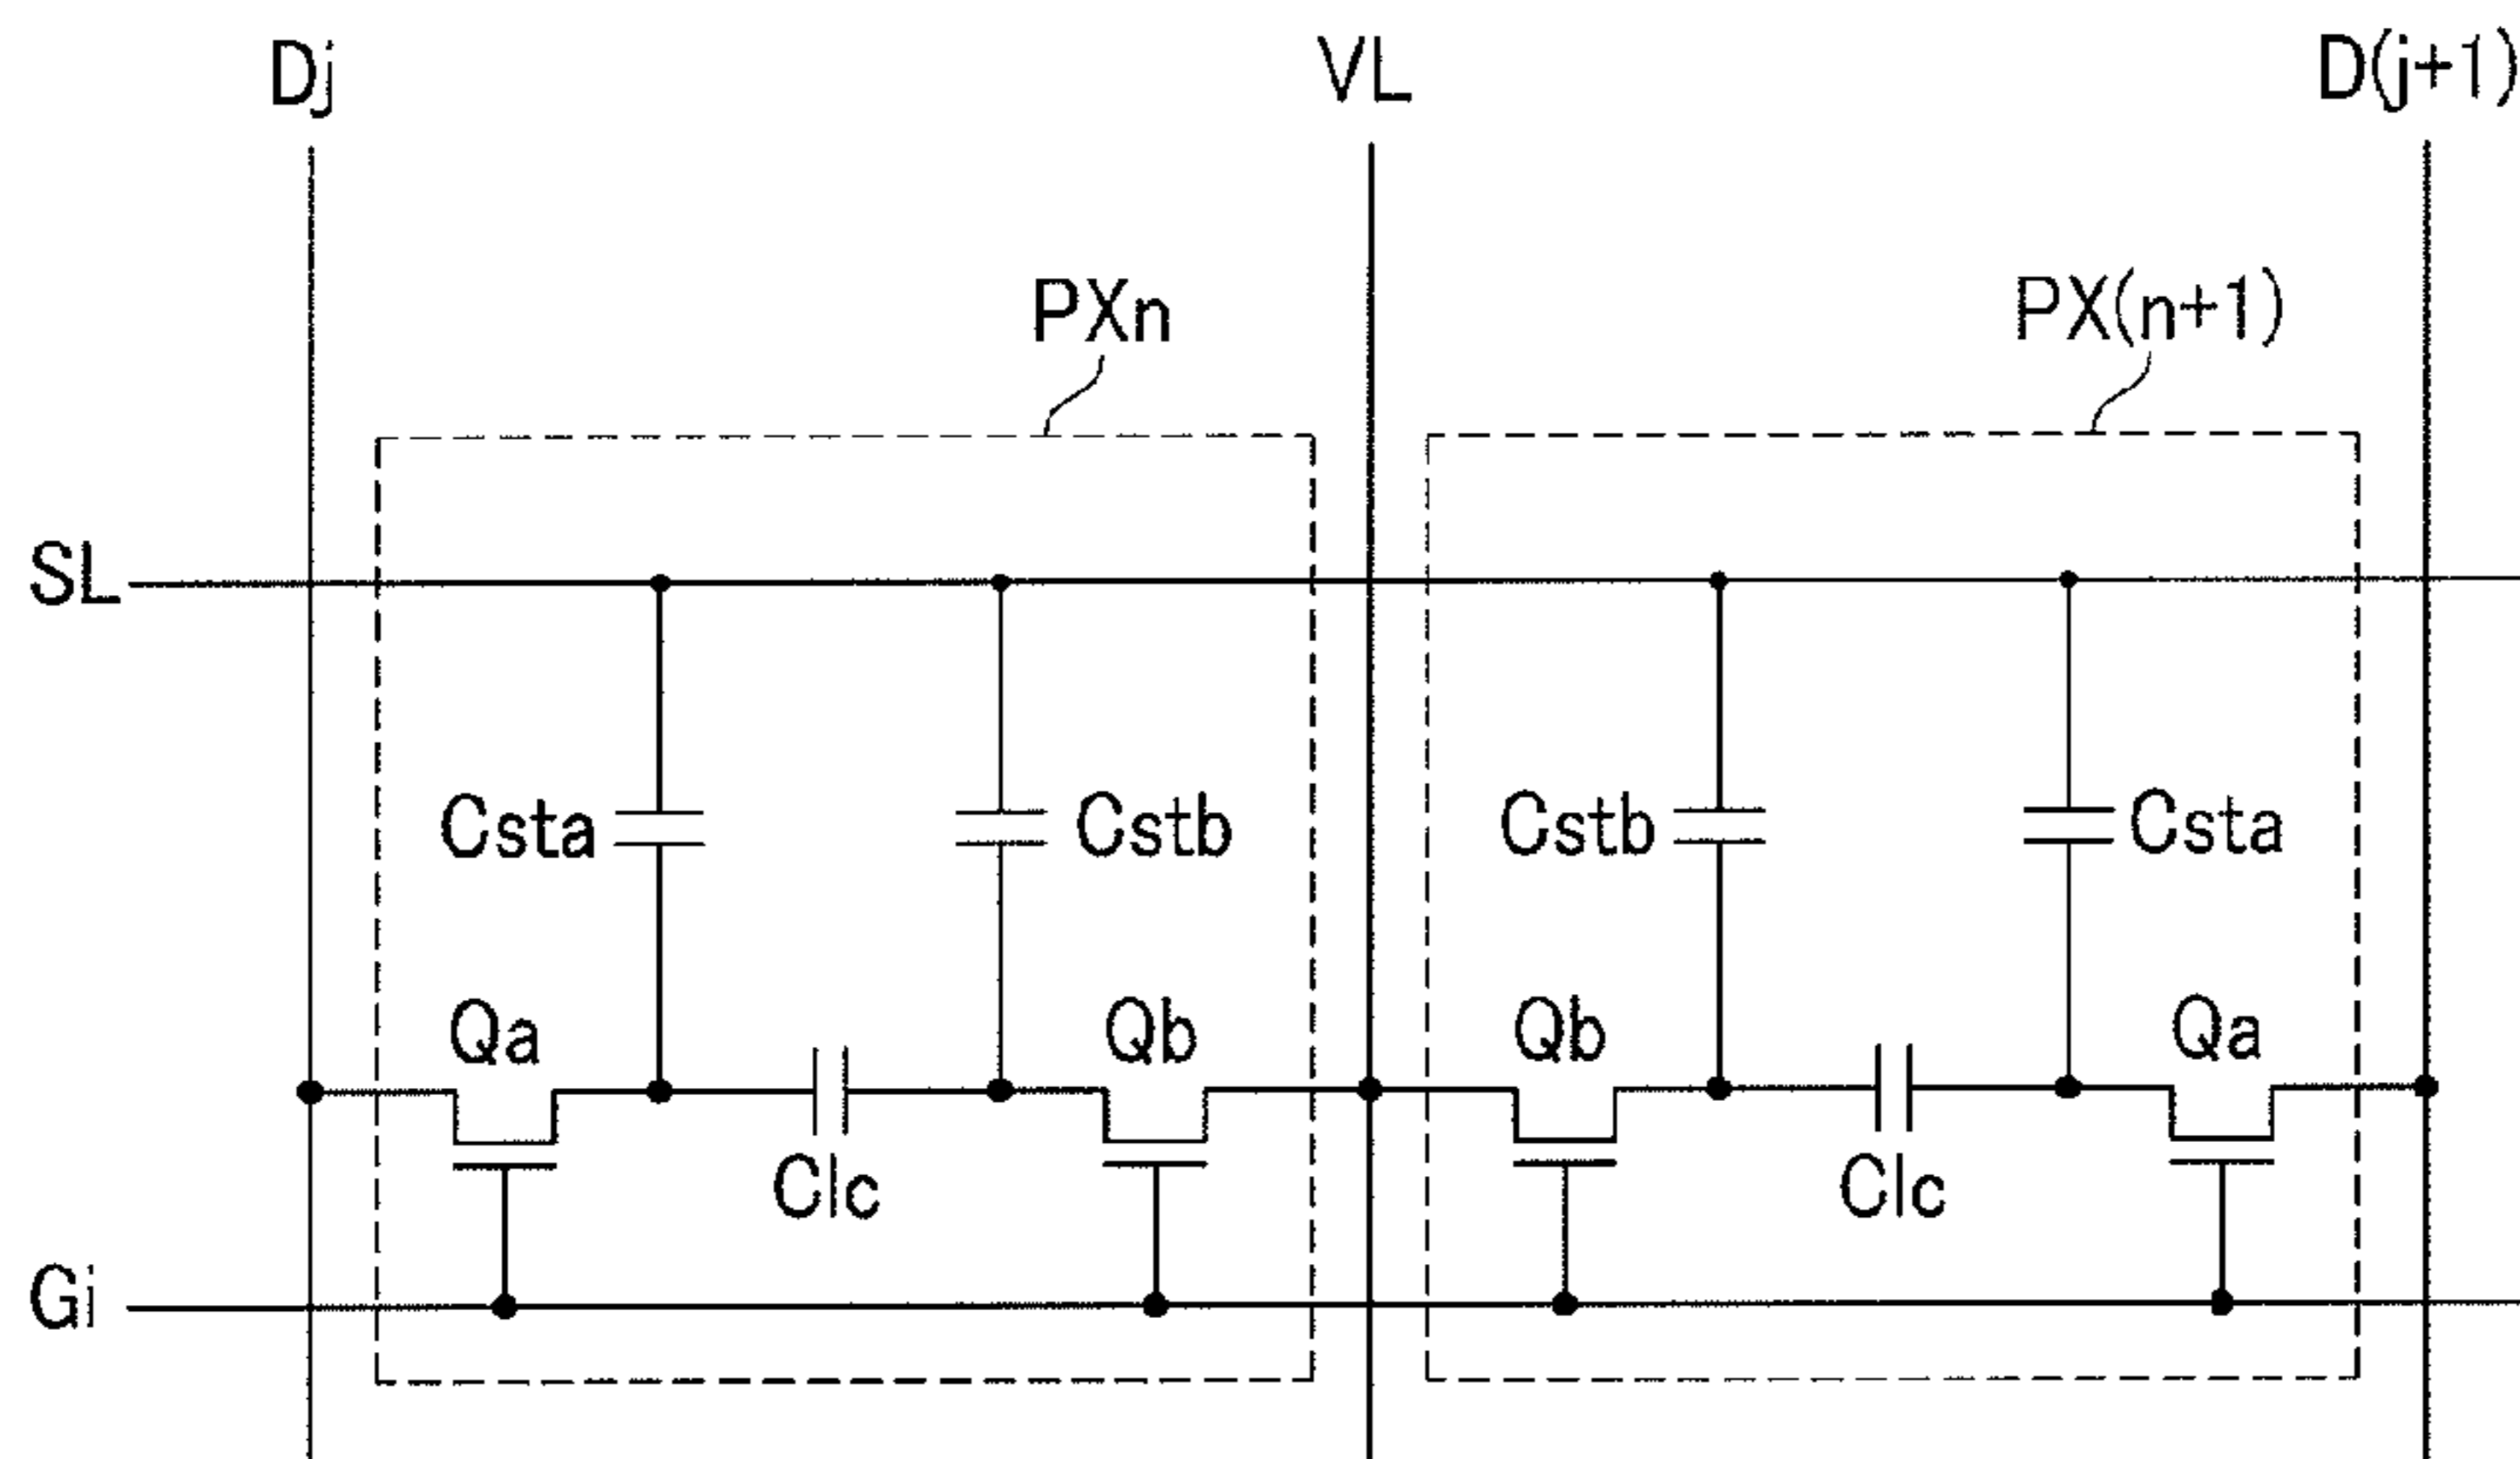 Dj
VL
D(j+1)
PXn
PX(n+1)
SL
Csta
Cstb
Cstb
Csta
Qa
Qb
Qb
Qa
Clc
Clc
Gi